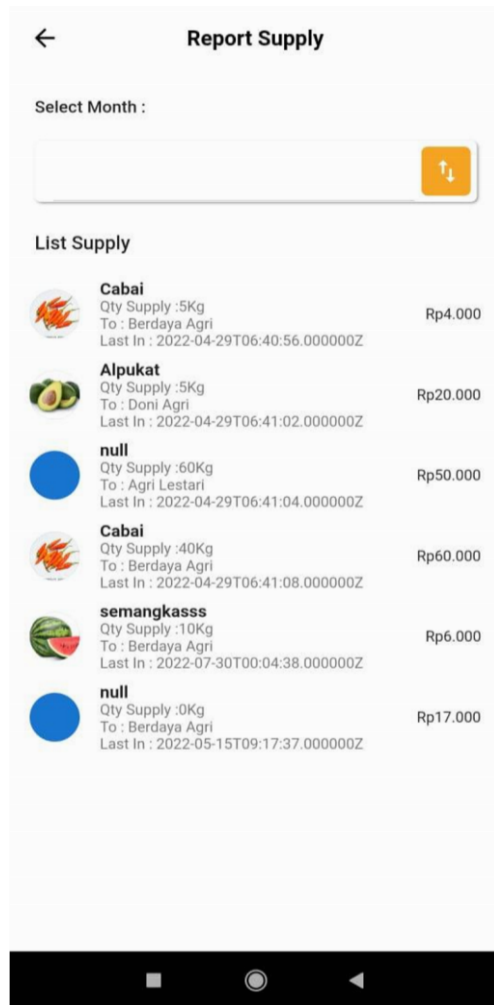 Report Supply
Select Month :
List Supply
Cabai
Qty Supply :5Kg
To : Berdaya Agri
Last In : 2022-04-29T06:40:56.000000Z
Rp4.000
Alpukat
Qty Supply :5Kg
To : Doni Agri
Last In : 2022-04-29T06:41:02.000000Z
Rp20.000
null
Qty Supply :60Kg
To : Agri Lestari
Last In : 2022-04-29T06:41:04.000000Z
Rp50.000
Cabai
Qty Supply :40Kg
To : Berdaya Agri
Last In : 2022-04-29T06:41:08.000000Z
Rp60.000
semangkasss
Qty Supply :10Kg
To : Berdaya Agri
Last In : 2022-07-30T00:04:38.000000Z
Rp6.000
null
Qty Supply :0Kg
To : Berdaya Agri
Last In : 2022-05-15T09:17:37.000000Z
Rp17.000